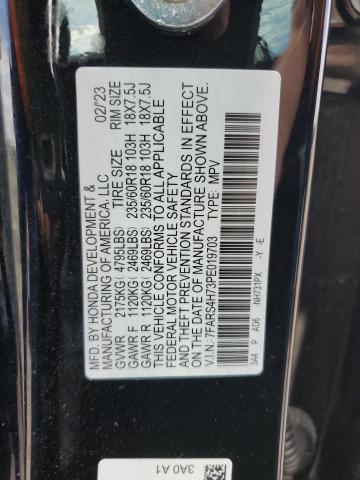 MFD. BY HONDA DEVELOPMENT & 02/'23
MANUFACTURING OF AMERICA, LLC
GVWR 2175KG( 4795LBS) TIRE SIZE RIM SIZE
GAWR F 1120KG( 2469LBS) 235/60R18 103H 18X7.5J
GAWR R 1120KG( 2469LBS) 235/60R18 103H 18X7.5J
THIS VEHICLE CONFORMS TO ALL APPLICABLE
FEDERAL MOTOR VEHICLE SAFETY
AND THEFT PREVENTION STANDARDS IN EFFECT
ON THE DATE OF MANUFACTURE SHOWN ABOVE.
V.I.N.:7FARS4H73PE019703 TYPE: MPV
3A4 P AD6 -NH731PX -Y -E
3A0 A1